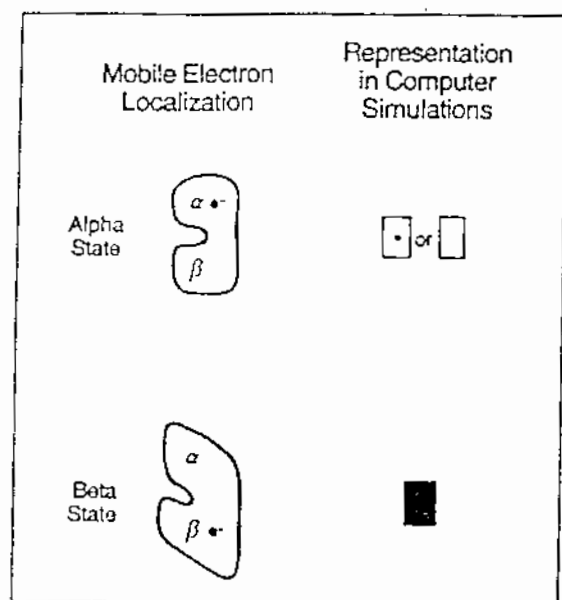 Mobile Electron
Localization
Representation
in Computer
Simulations
Alpha
State
α
β
or
Beta
State
α
β